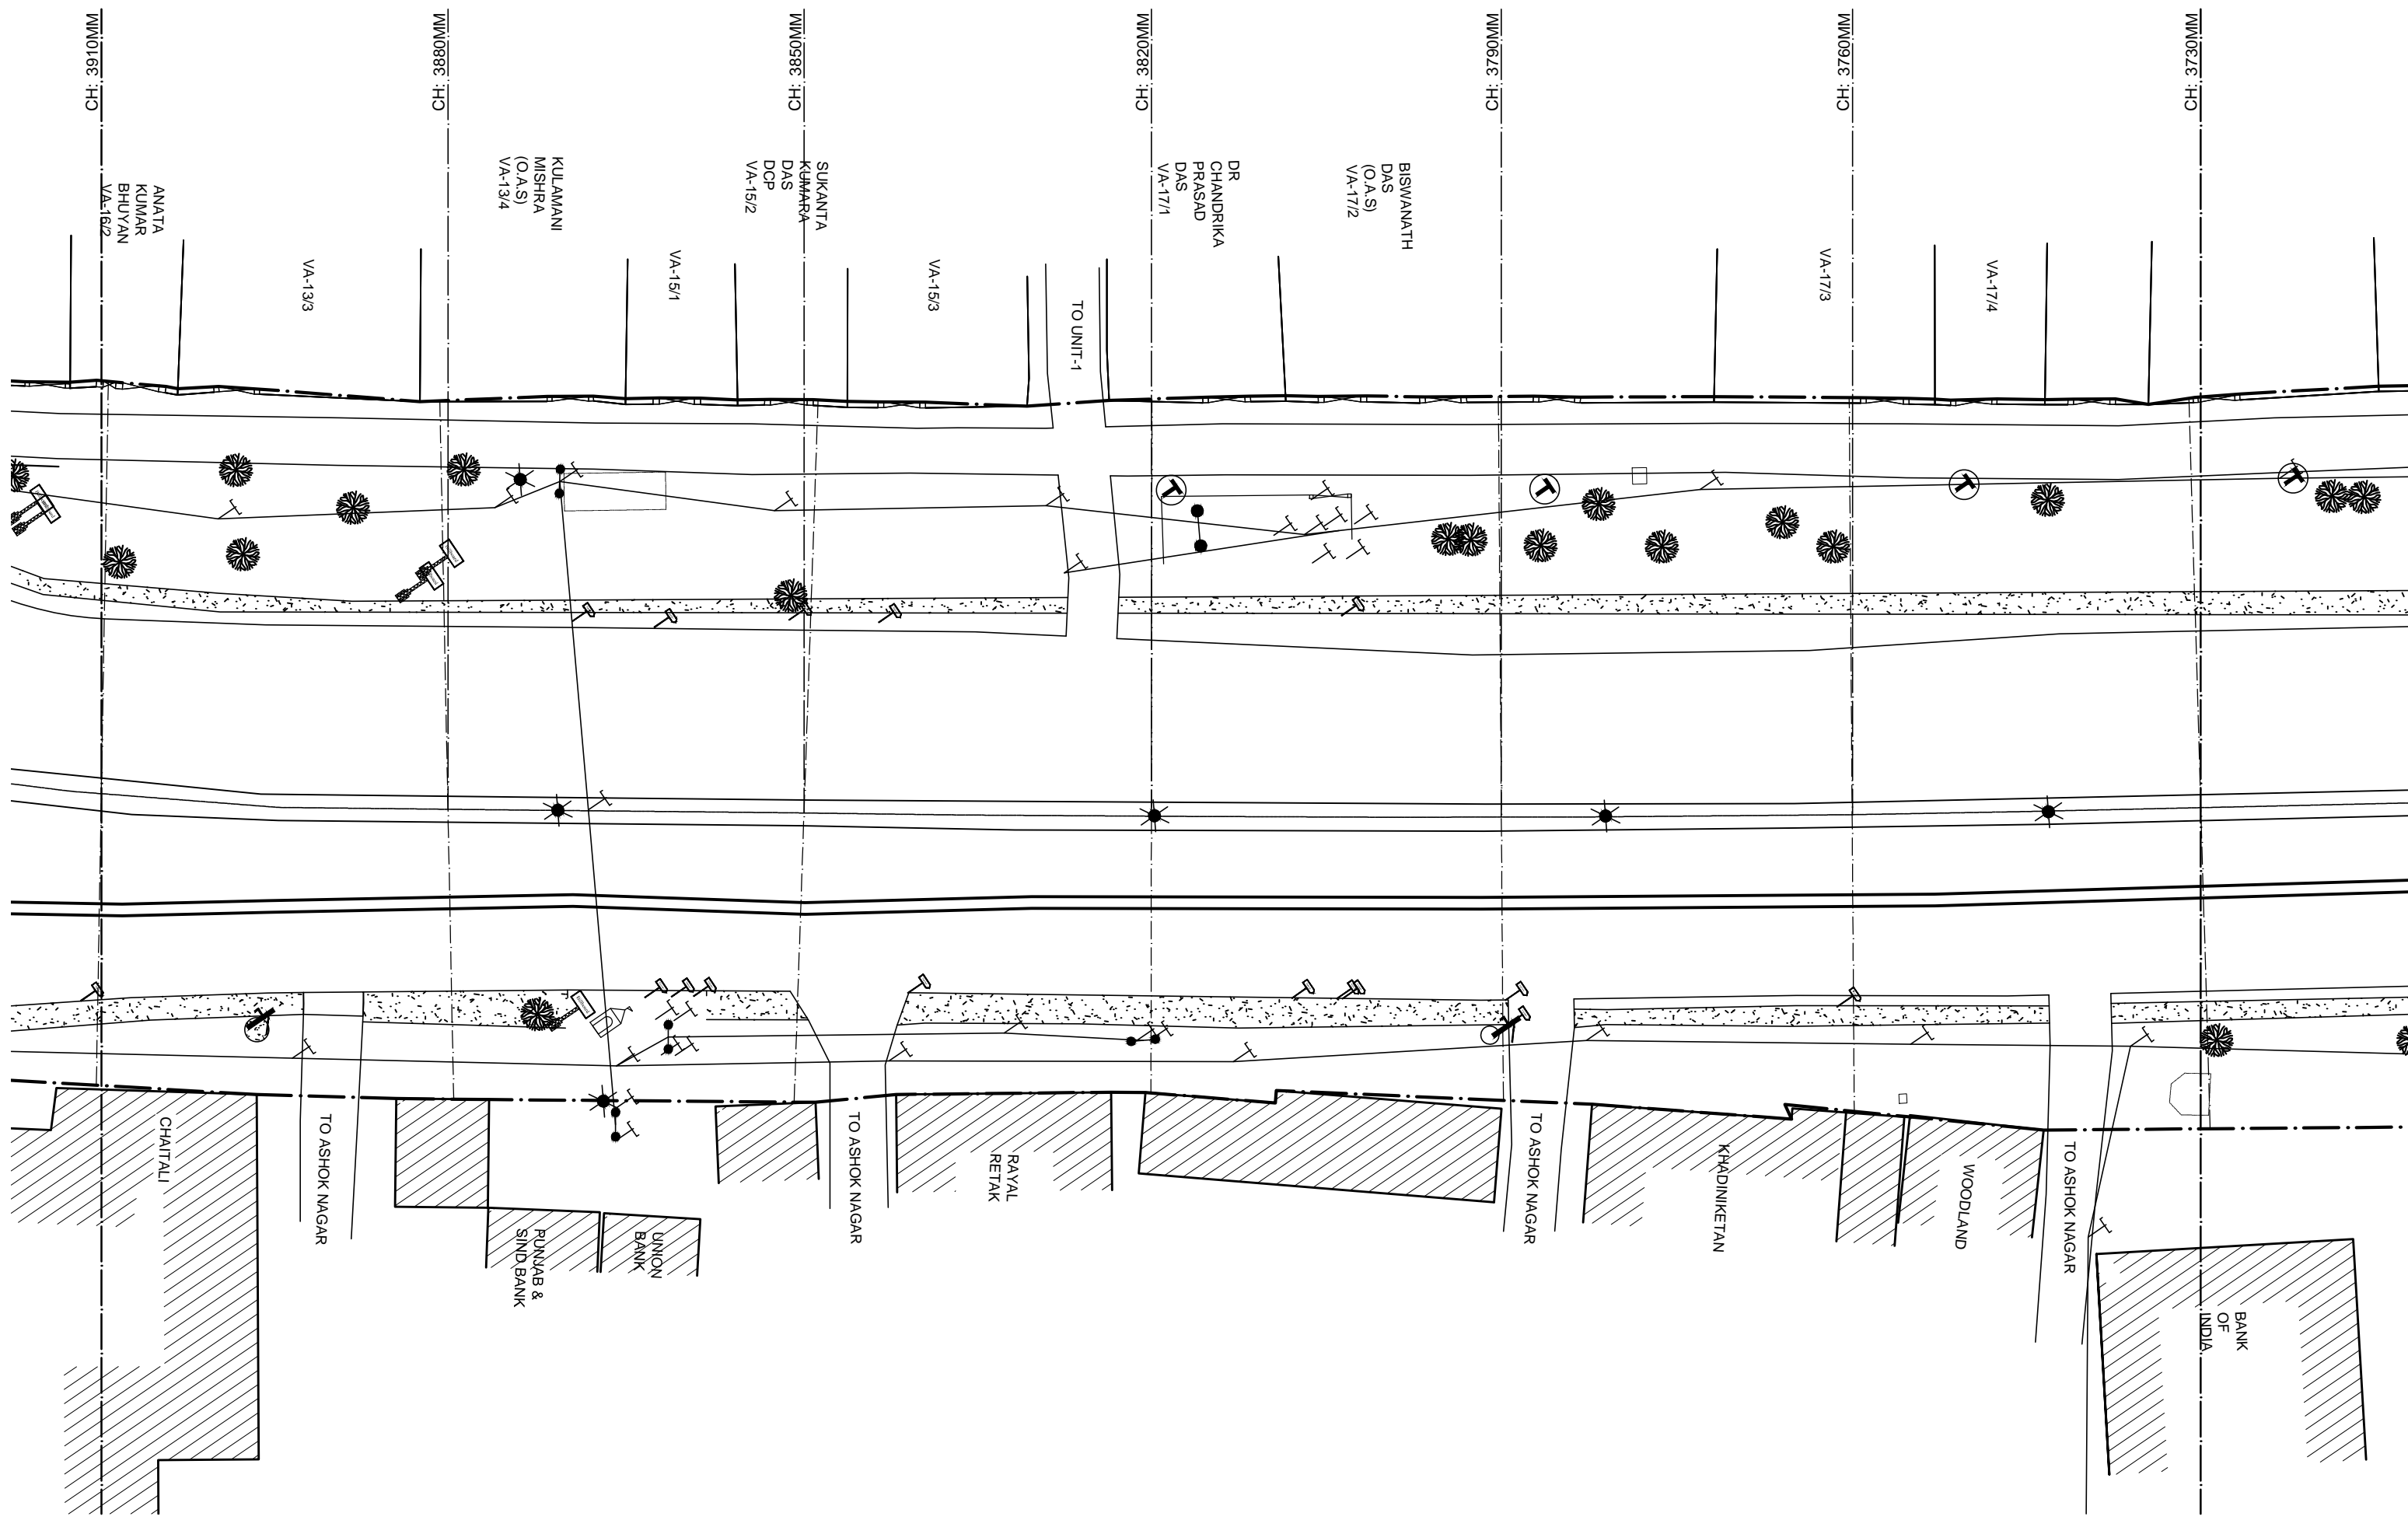 CH: 3910MM
CH: 3880MM
CH: 3850MM
CH: 3820MM
CH: 3790MM
CH: 3760MM
CH: 3730MM
ANATA
KUMAR
BHUYAN
VA-16/2
VA-13/3
KULAMANI
MISHRA
(O.A.S)
VA-13/4
VA-15/1
SUKANTA
KUMARA
DAS
DCP
VA-15/2
VA-15/3
TO UNIT-1
DR
CHANDRIKA
PRASAD
DAS
VA-17/1
BISWANATH
DAS
(O.A.S)
VA-17/2
VA-17/3
VA-17/4
CHAITALI
TO ASHOK NAGAR
PUNJAB &
SIND BANK
UNION
BANK
TO ASHOK NAGAR
RAYAL
RETAK
TO ASHOK NAGAR
KHADINIKETAN
WOODLAND
TO ASHOK NAGAR
BANK
OF
INDIA